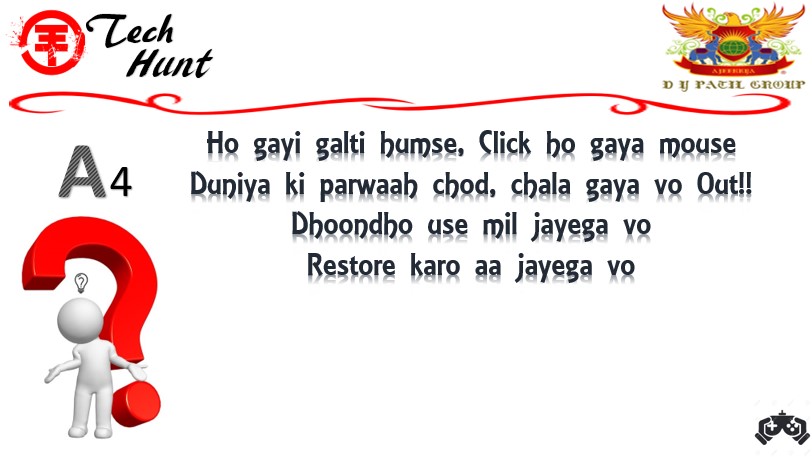 Tech
Hunt
D Y PATIL GROUP
A4
Ho gayi galti humse, Click ho gaya mouse
Duniya ki parwaah chod, chala gaya vo Out!!
Dhoondho use mil jayega vo
Restore karo aa jayega vo